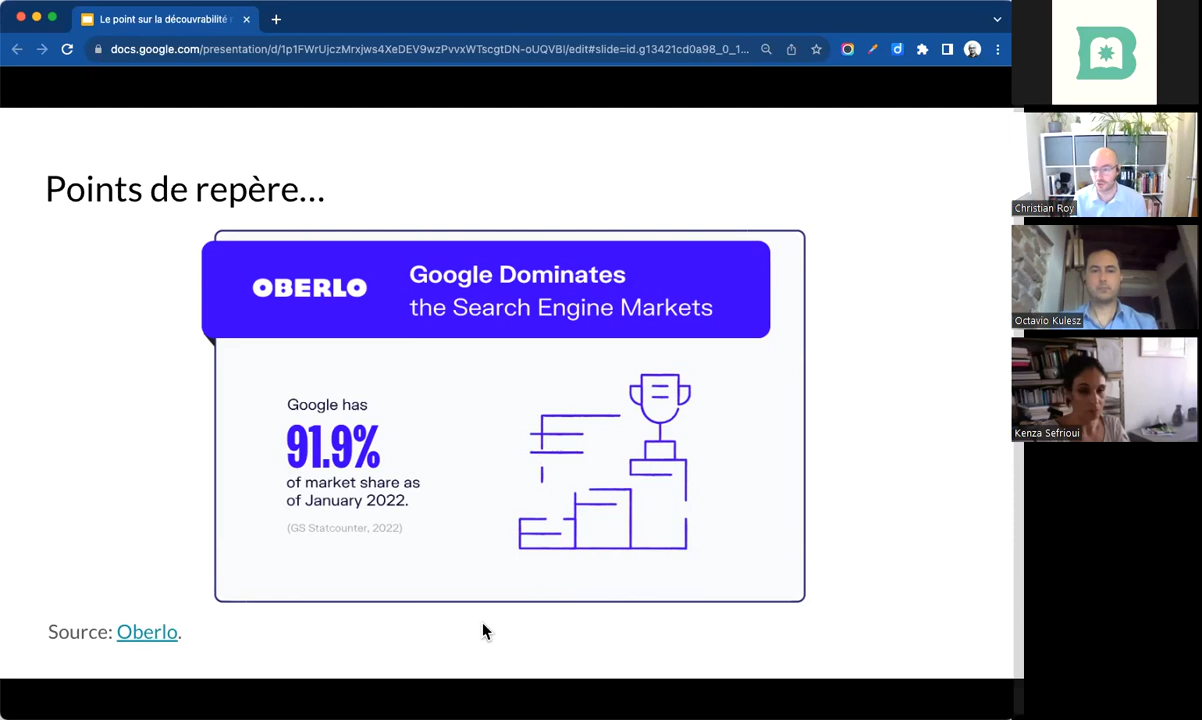 Le point sur la découvrabilité
docs.google.com/presentation/d/1p1FWrUjczMrxjws4XeDEV9wzPvvxWTscgtDN-oUQVBI/edit#slide=id.g13421cd0a98_0_1...
Points de repère...
OBERLO
Google Dominates
the Search Engine Markets
Google has
91.9%
of market share as
of January 2022.
(GS Statcounter, 2022)
Source: Oberlo.
Christian Roy
Octavio Kulesz
Kenza Sefrioui